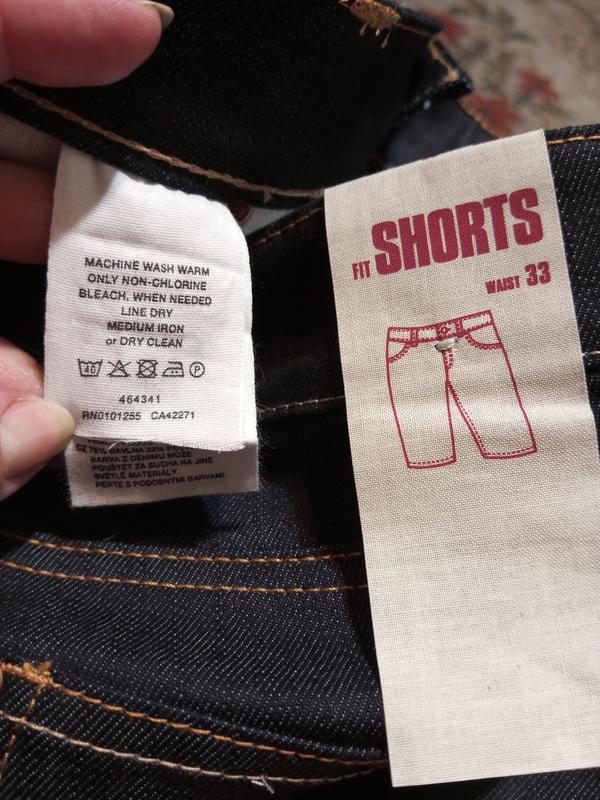 MACHINE WASH WARM
ONLY NON-CHLORINE
BLEACH, WHEN NEEDED
LINE DRY
MEDIUM IRON
or DRY CLEAN
40 P
464341
RN0101255 CA42271
BARVA Z DENIMU MŮŽE
POUŠTĚT ZA SUCHA NA JINÉ
SVĚTLÉ MATERIÁLY
PERTE S PODOBNÝMI BARVAMI
FIT SHORTS
WAIST 33